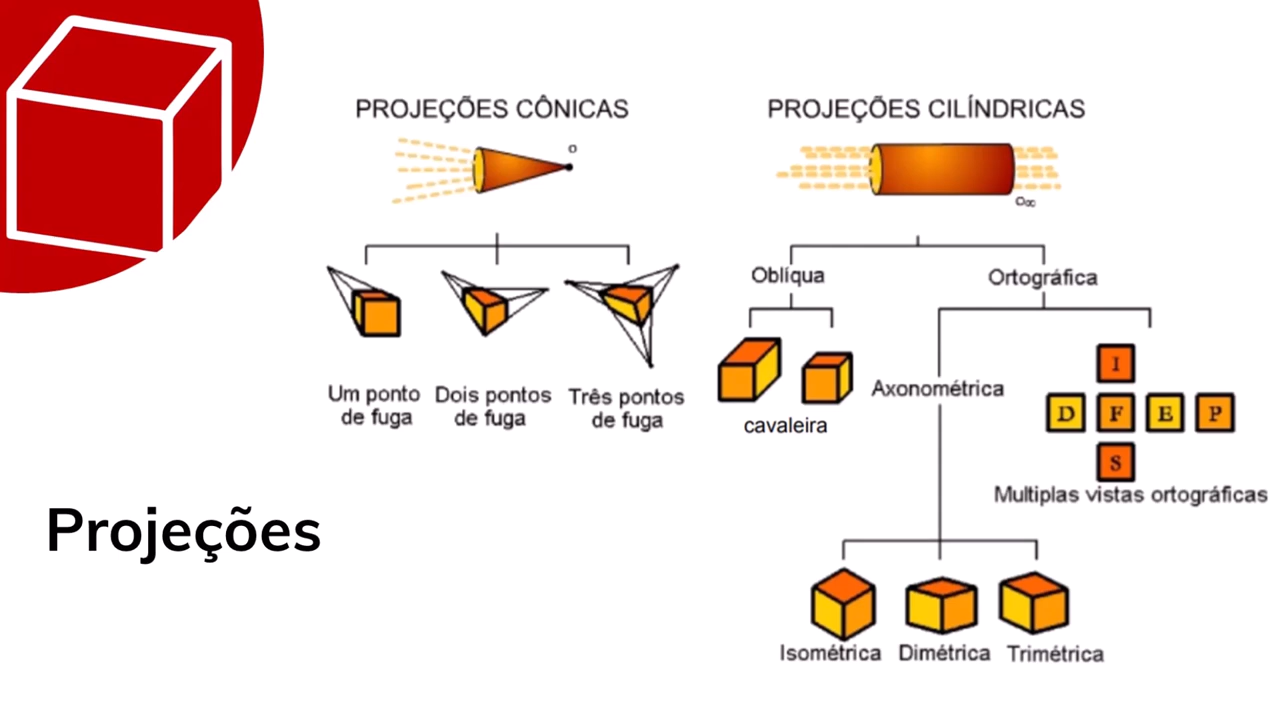 PROJEÇÕES CÔNICAS
O
Um ponto
de fuga
Dois pontos
de fuga
Três pontos
de fuga
PROJEÇÕES CILÍNDRICAS
O∞
Oblíqua
Ortográfica
cavaleira
Axonométrica
I
D F E P
S
Multiplas vistas ortográficas
Isométrica
Dimétrica
Trimétrica
Projeções